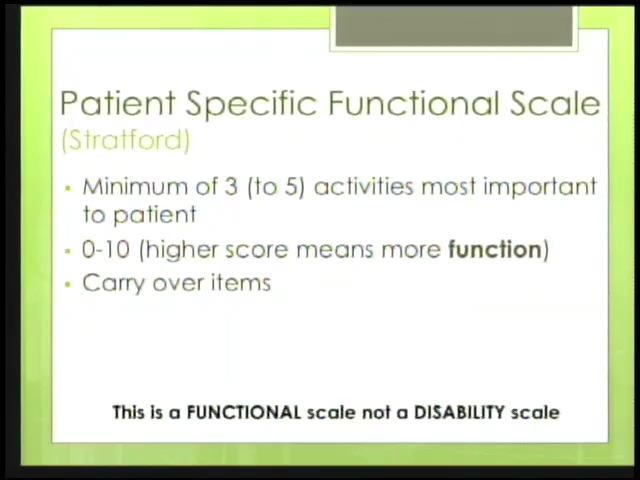 Patient Specific Functional Scale
(Stratford)
• Minimum of 3 (to 5) activities most important
to patient
• 0-10 (higher score means more function)
• Carry over items
This is a FUNCTIONAL scale not a DISABILITY scale